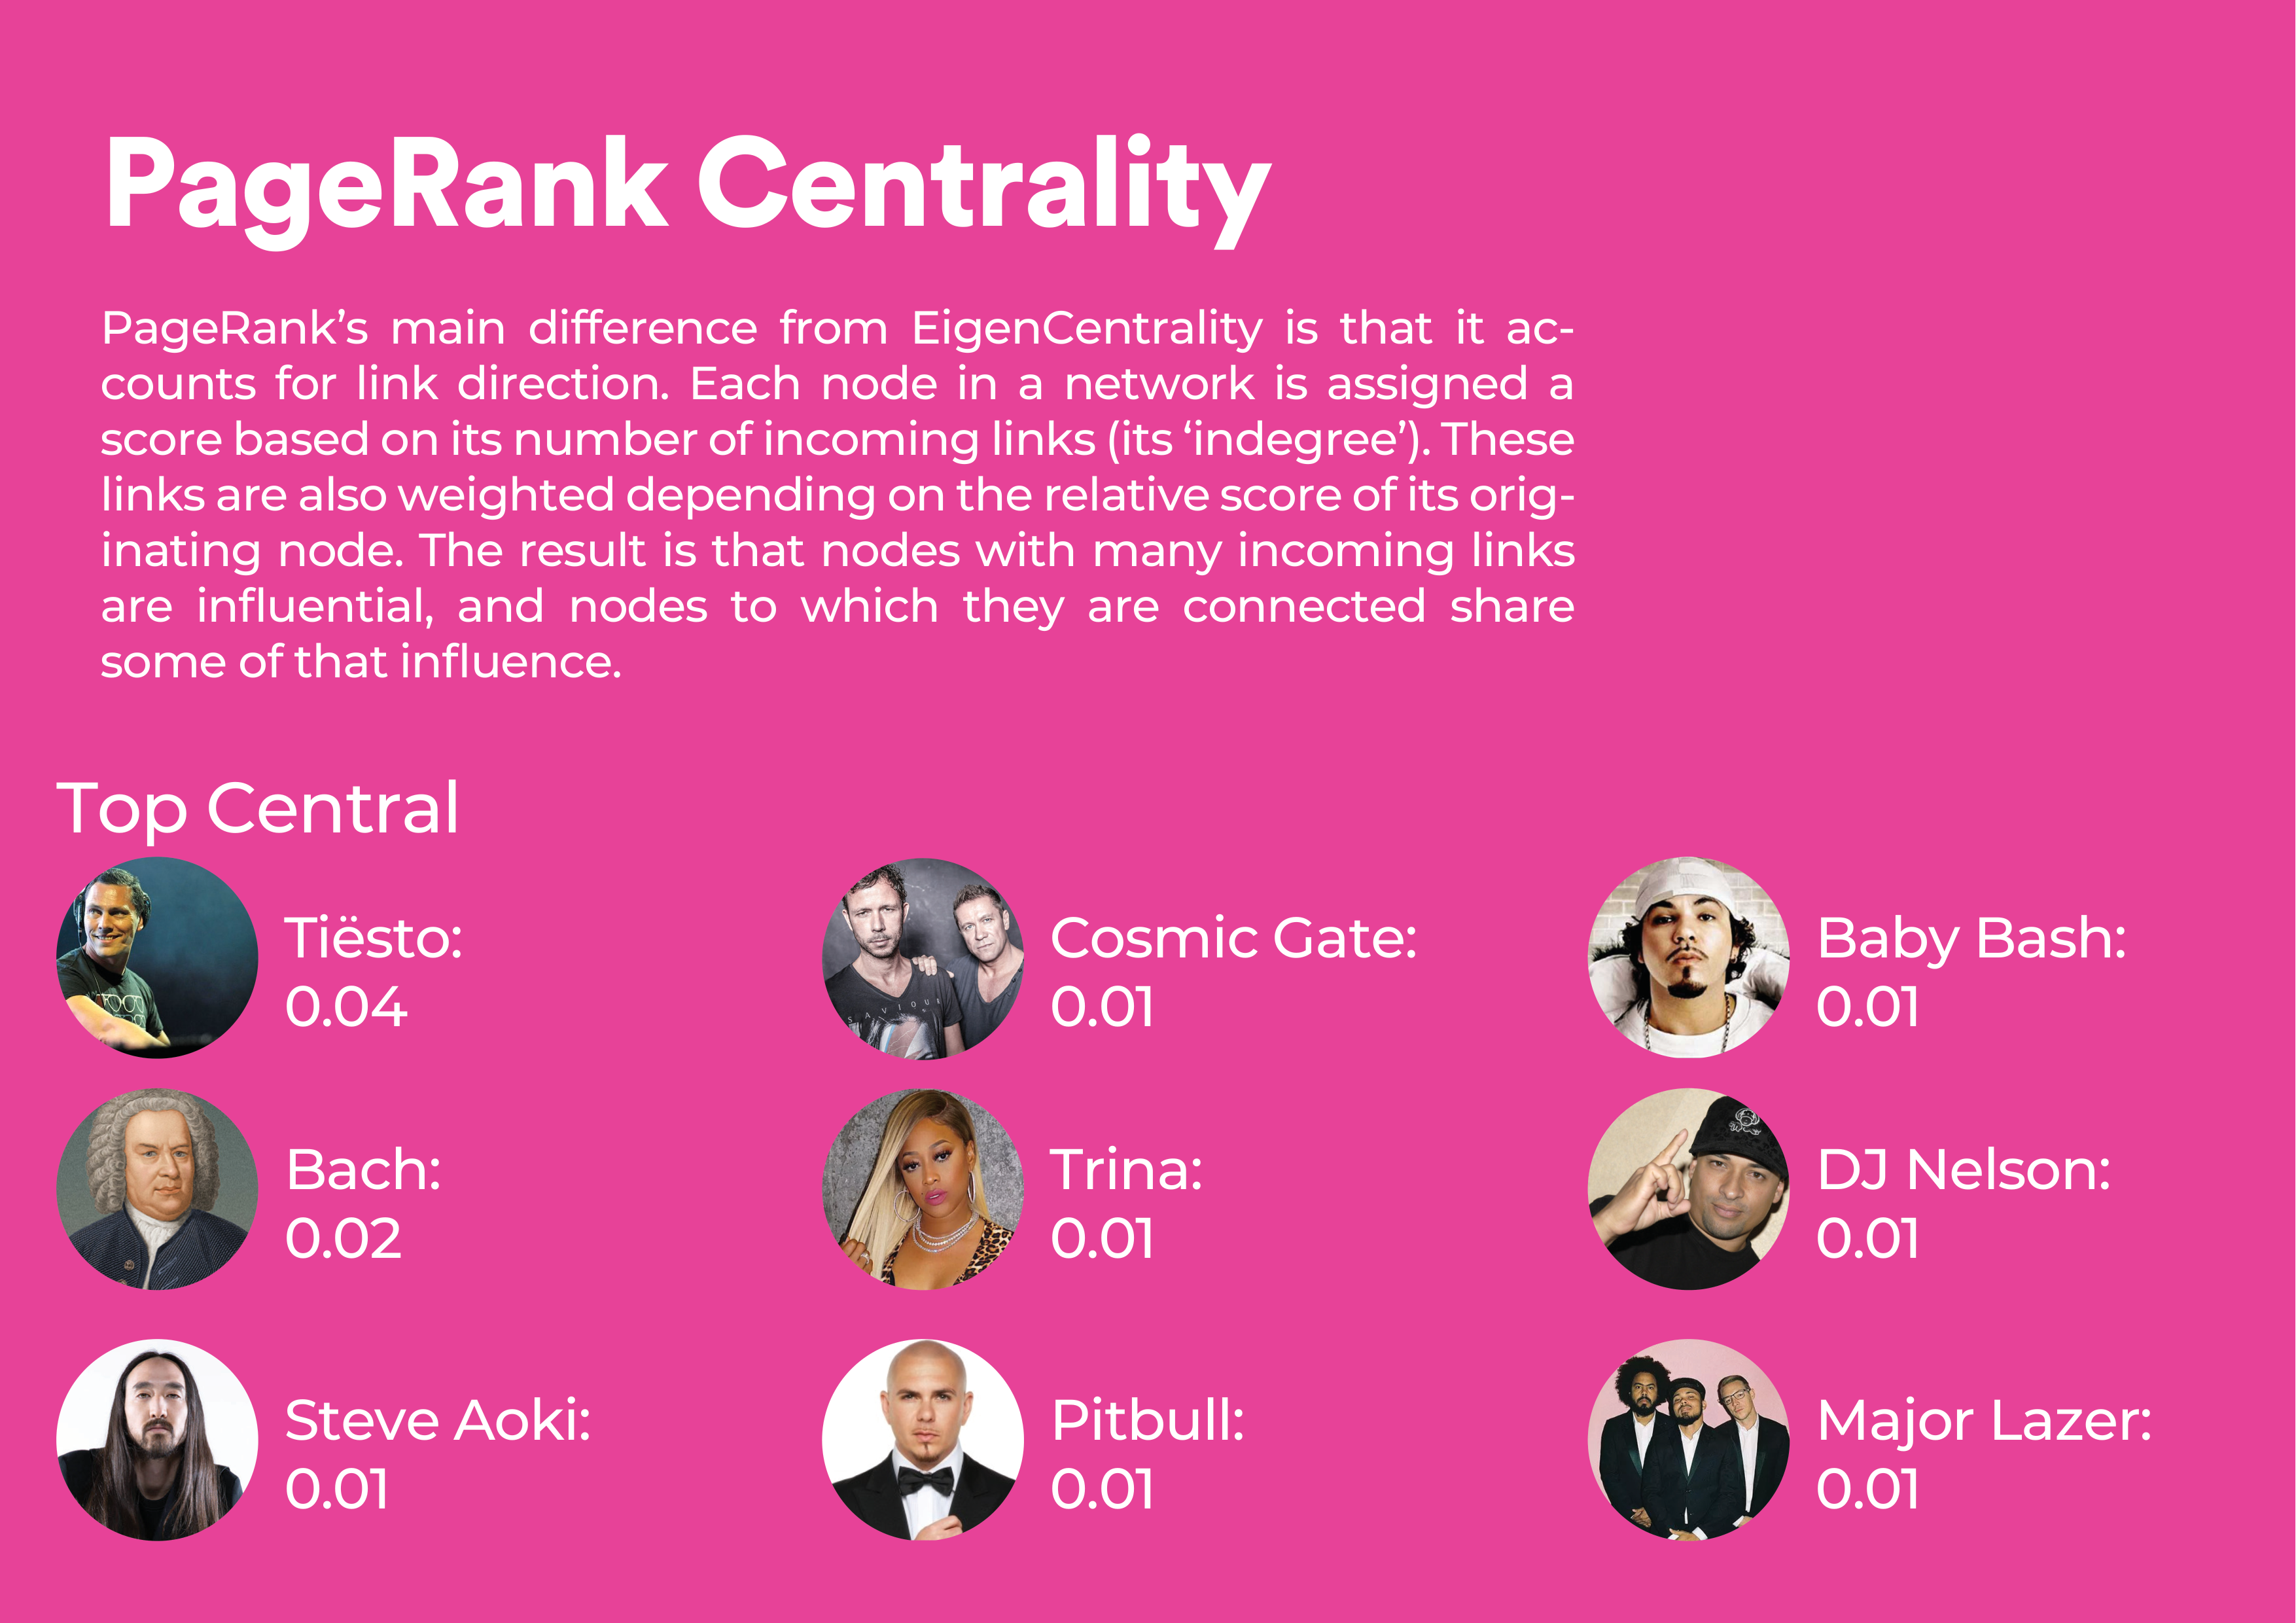 PageRank Centrality
PageRank’s main difference from EigenCentrality is that it ac-
counts for link direction. Each node in a network is assigned a
score based on its number of incoming links (its ‘indegree’). These
links are also weighted depending on the relative score of its orig-
inating node. The result is that nodes with many incoming links
are influential, and nodes to which they are connected share
some of that influence.
Top Central
Tiësto:
0.04
Bach:
0.02
Steve Aoki:
0.01
Cosmic Gate:
0.01
Trina:
0.01
Pitbull:
0.01
Baby Bash:
0.01
DJ Nelson:
0.01
Major Lazer:
0.01